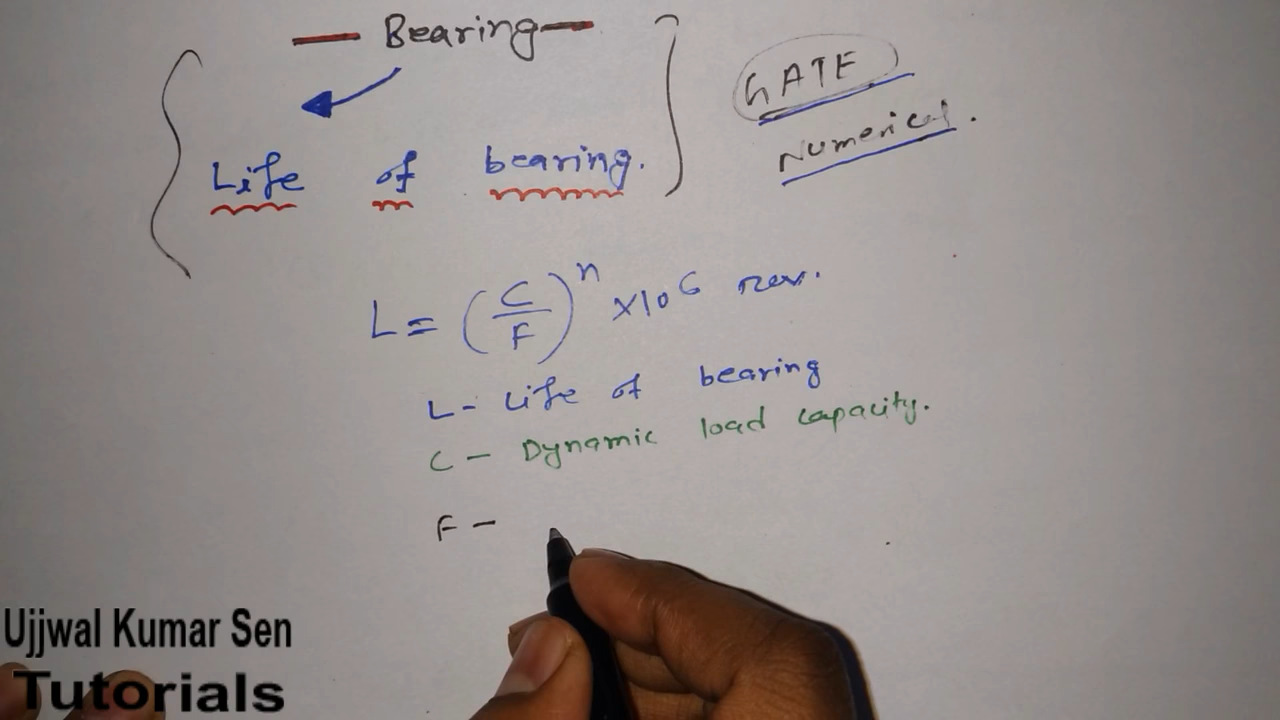 — Bearing —
GATE
Numerical.
Life of bearing.
L = (C/F)^n ×10^6 rev.
L - Life of bearing
C - Dynamic load capacity.
F -
Ujjwal Kumar Sen
Tutorials